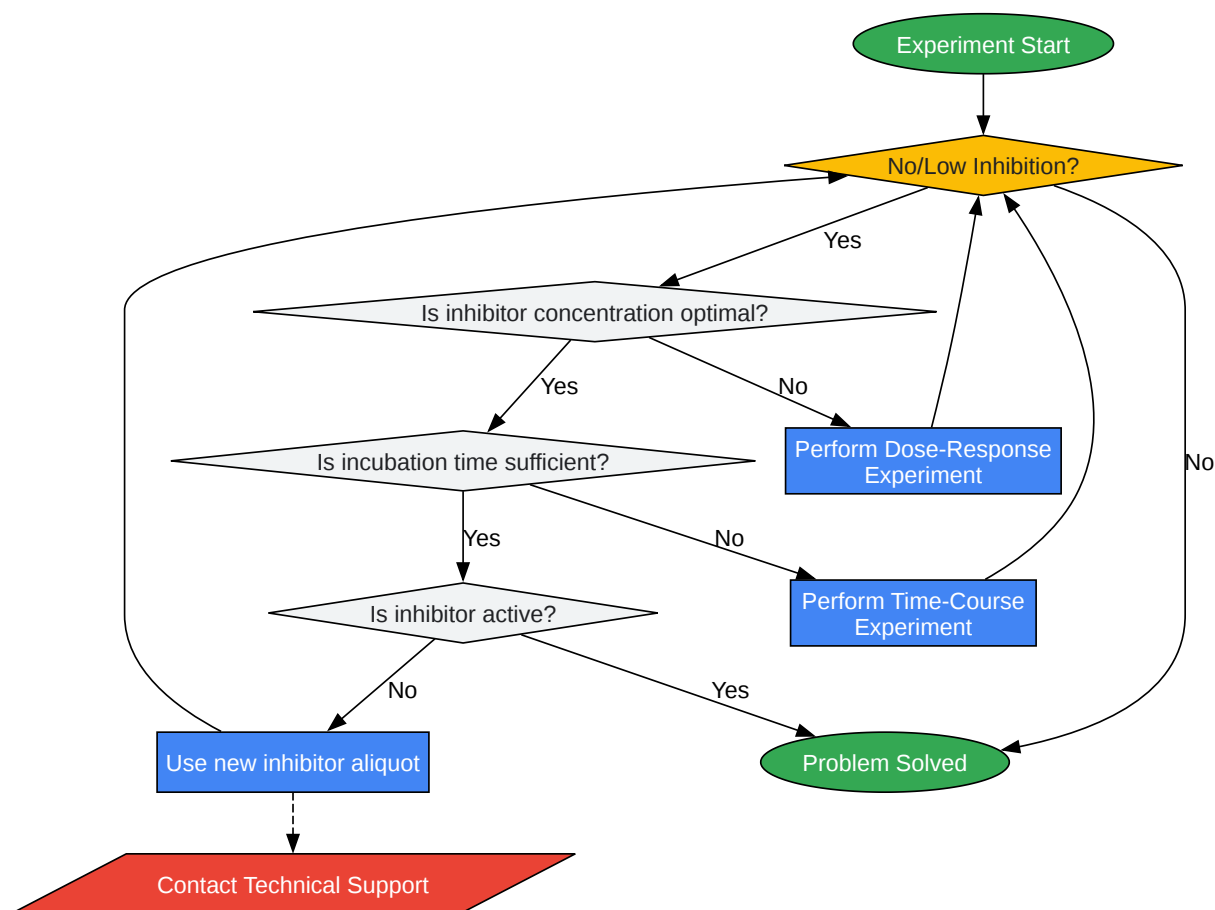 Experiment Start
No/Low Inhibition?
Yes
Is inhibitor concentration optimal?
Yes
No
Perform Dose-Response
Experiment
Is incubation time sufficient?
No
Yes
No
Perform Time-Course
Experiment
Is inhibitor active?
No
Yes
Use new inhibitor aliquot
Problem Solved
Contact Technical Support